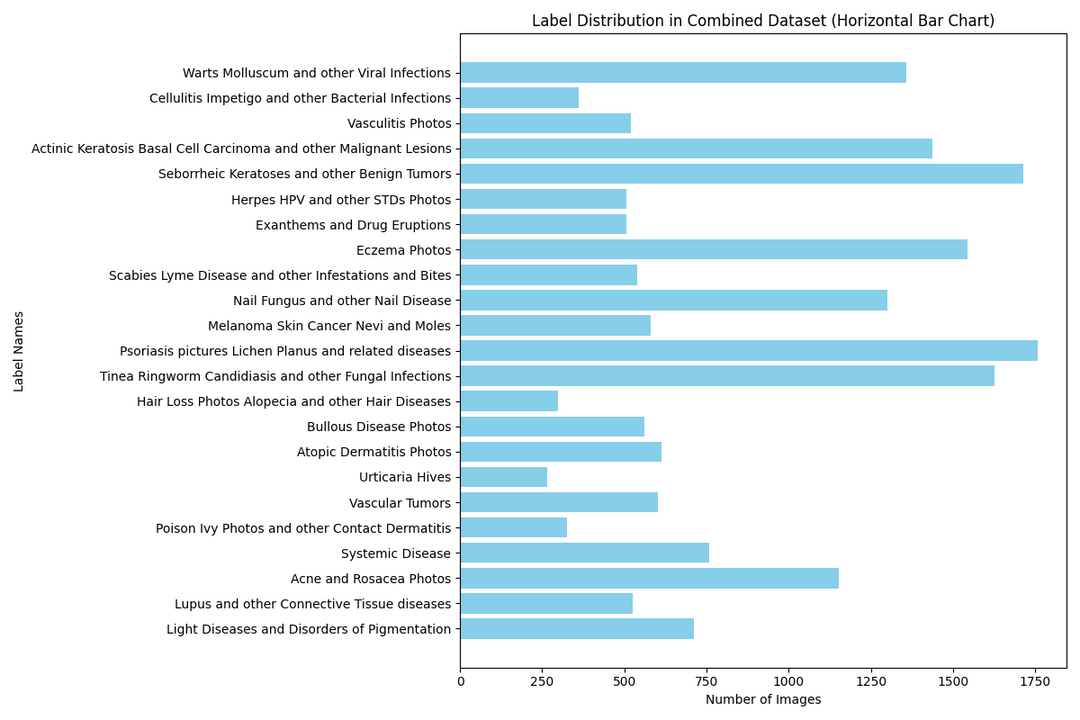 Label Distribution in Combined Dataset (Horizontal Bar Chart)
Label Names
Warts Molluscum and other Viral Infections
Cellulitis Impetigo and other Bacterial Infections
Vasculitis Photos
Actinic Keratosis Basal Cell Carcinoma and other Malignant Lesions
Seborrheic Keratoses and other Benign Tumors
Herpes HPV and other STDs Photos
Exanthems and Drug Eruptions
Eczema Photos
Scabies Lyme Disease and other Infestations and Bites
Nail Fungus and other Nail Disease
Melanoma Skin Cancer Nevi and Moles
Psoriasis pictures Lichen Planus and related diseases
Tinea Ringworm Candidiasis and other Fungal Infections
Hair Loss Photos Alopecia and other Hair Diseases
Bullous Disease Photos
Atopic Dermatitis Photos
Urticaria Hives
Vascular Tumors
Poison Ivy Photos and other Contact Dermatitis
Systemic Disease
Acne and Rosacea Photos
Lupus and other Connective Tissue diseases
Light Diseases and Disorders of Pigmentation
0 250 500 750 1000 1250 1500 1750
Number of Images